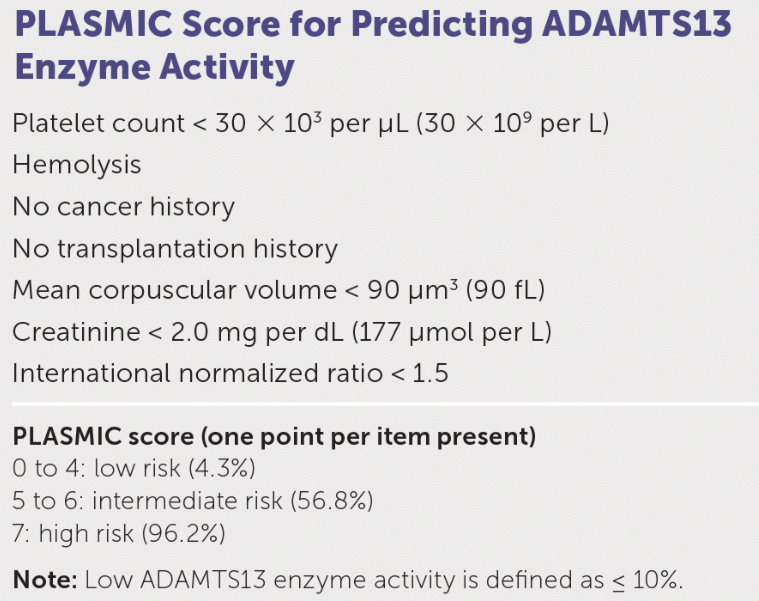 PLASMIC Score for Predicting ADAMTS13
Enzyme Activity
Platelet count < 30 × 10³ per µL (30 × 10⁹ per L)
Hemolysis
No cancer history
No transplantation history
Mean corpuscular volume < 90 µm³ (90 fL)
Creatinine < 2.0 mg per dL (177 µmol per L)
International normalized ratio < 1.5
PLASMIC score (one point per item present)
0 to 4: low risk (4.3%)
5 to 6: intermediate risk (56.8%)
7: high risk (96.2%)
Note: Low ADAMTS13 enzyme activity is defined as ≤ 10%.